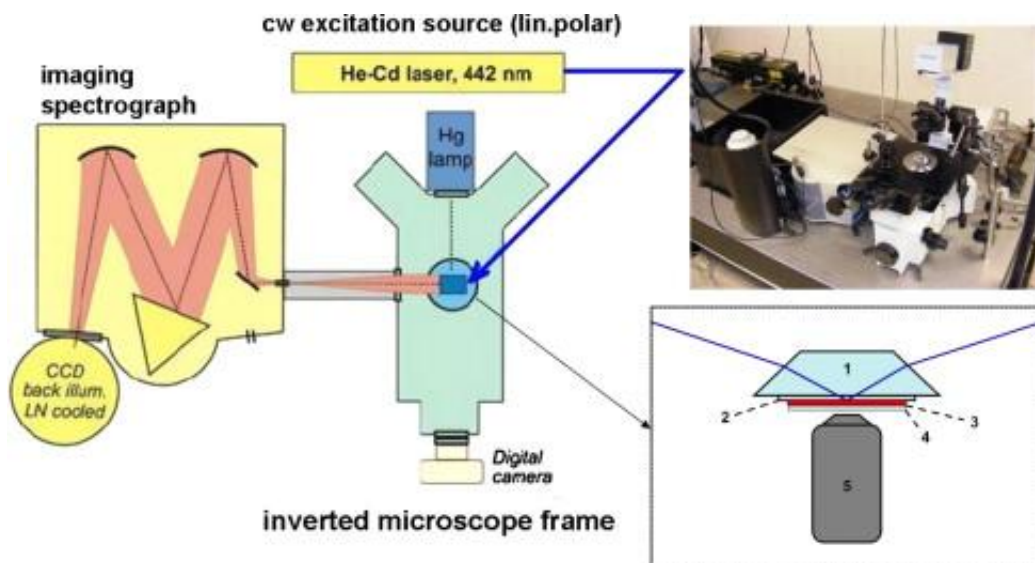 cw excitation source (lin.polar)
He-Cd laser, 442 nm
imaging
spectrograph
Hg
lamp
CCD
back illum.
LN cooled
Digital
camera
inverted microscope frame
1
2
3
4
5